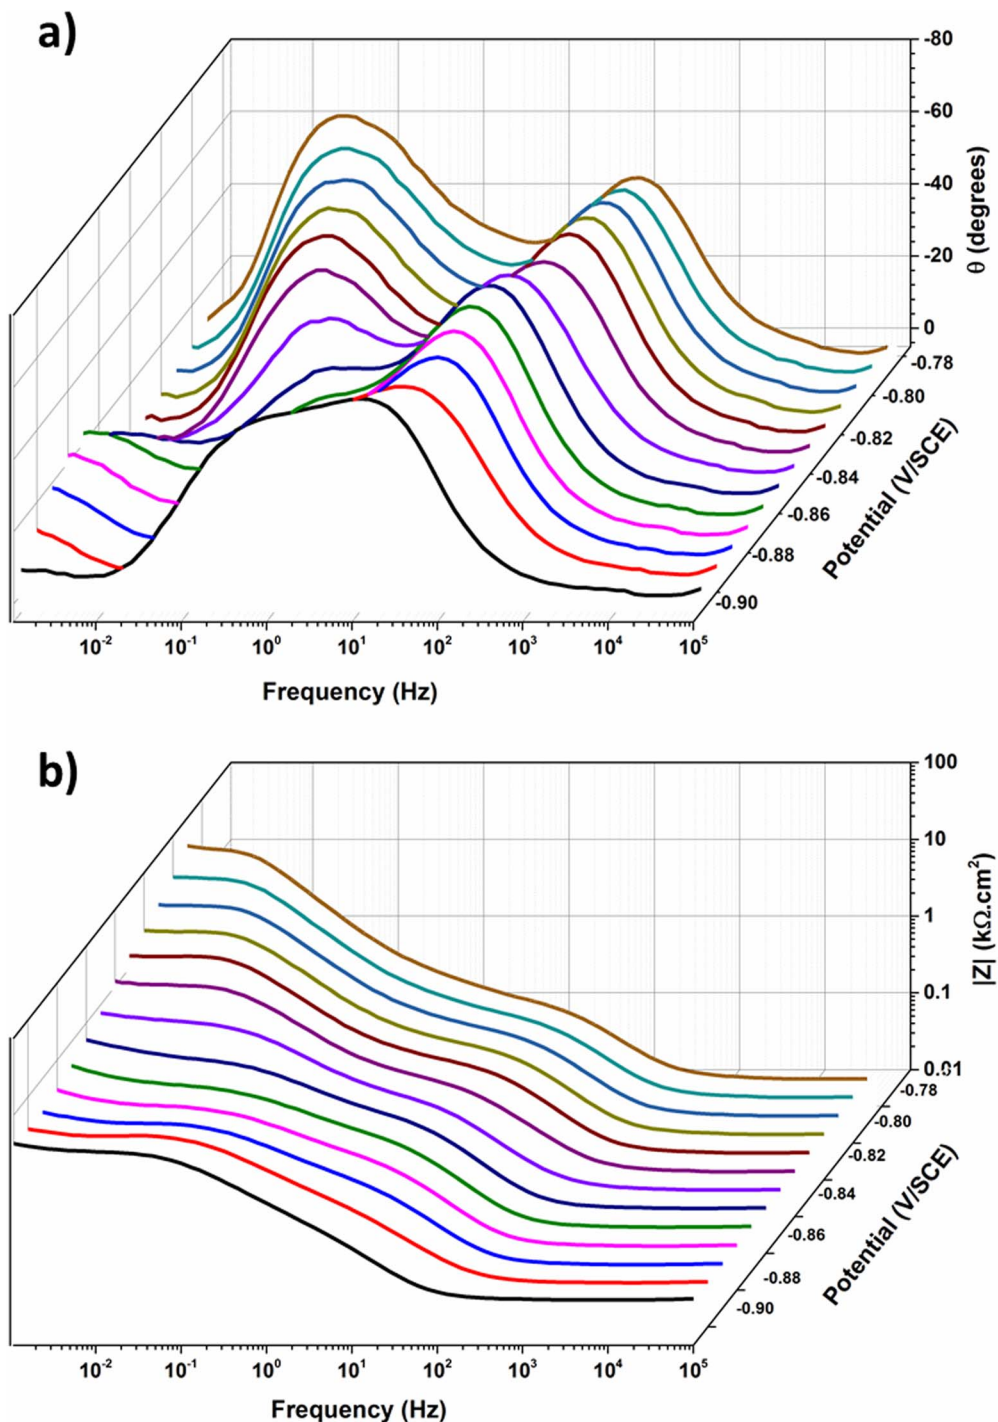 a)
-80
-60
-40
-20
0
θ (degrees)
-0.78
-0.80
-0.82
-0.84
-0.86
-0.88
-0.90
Potential (V/SCE)
10-2 10-1 100 101 102 103 104 105
Frequency (Hz)
b)
100
10
1
0.1
0.01
|Z| (kΩ.cm2)
-0.78
-0.80
-0.82
-0.84
-0.86
-0.88
-0.90
Potential (V/SCE)
10-2 10-1 100 101 102 103 104 105
Frequency (Hz)